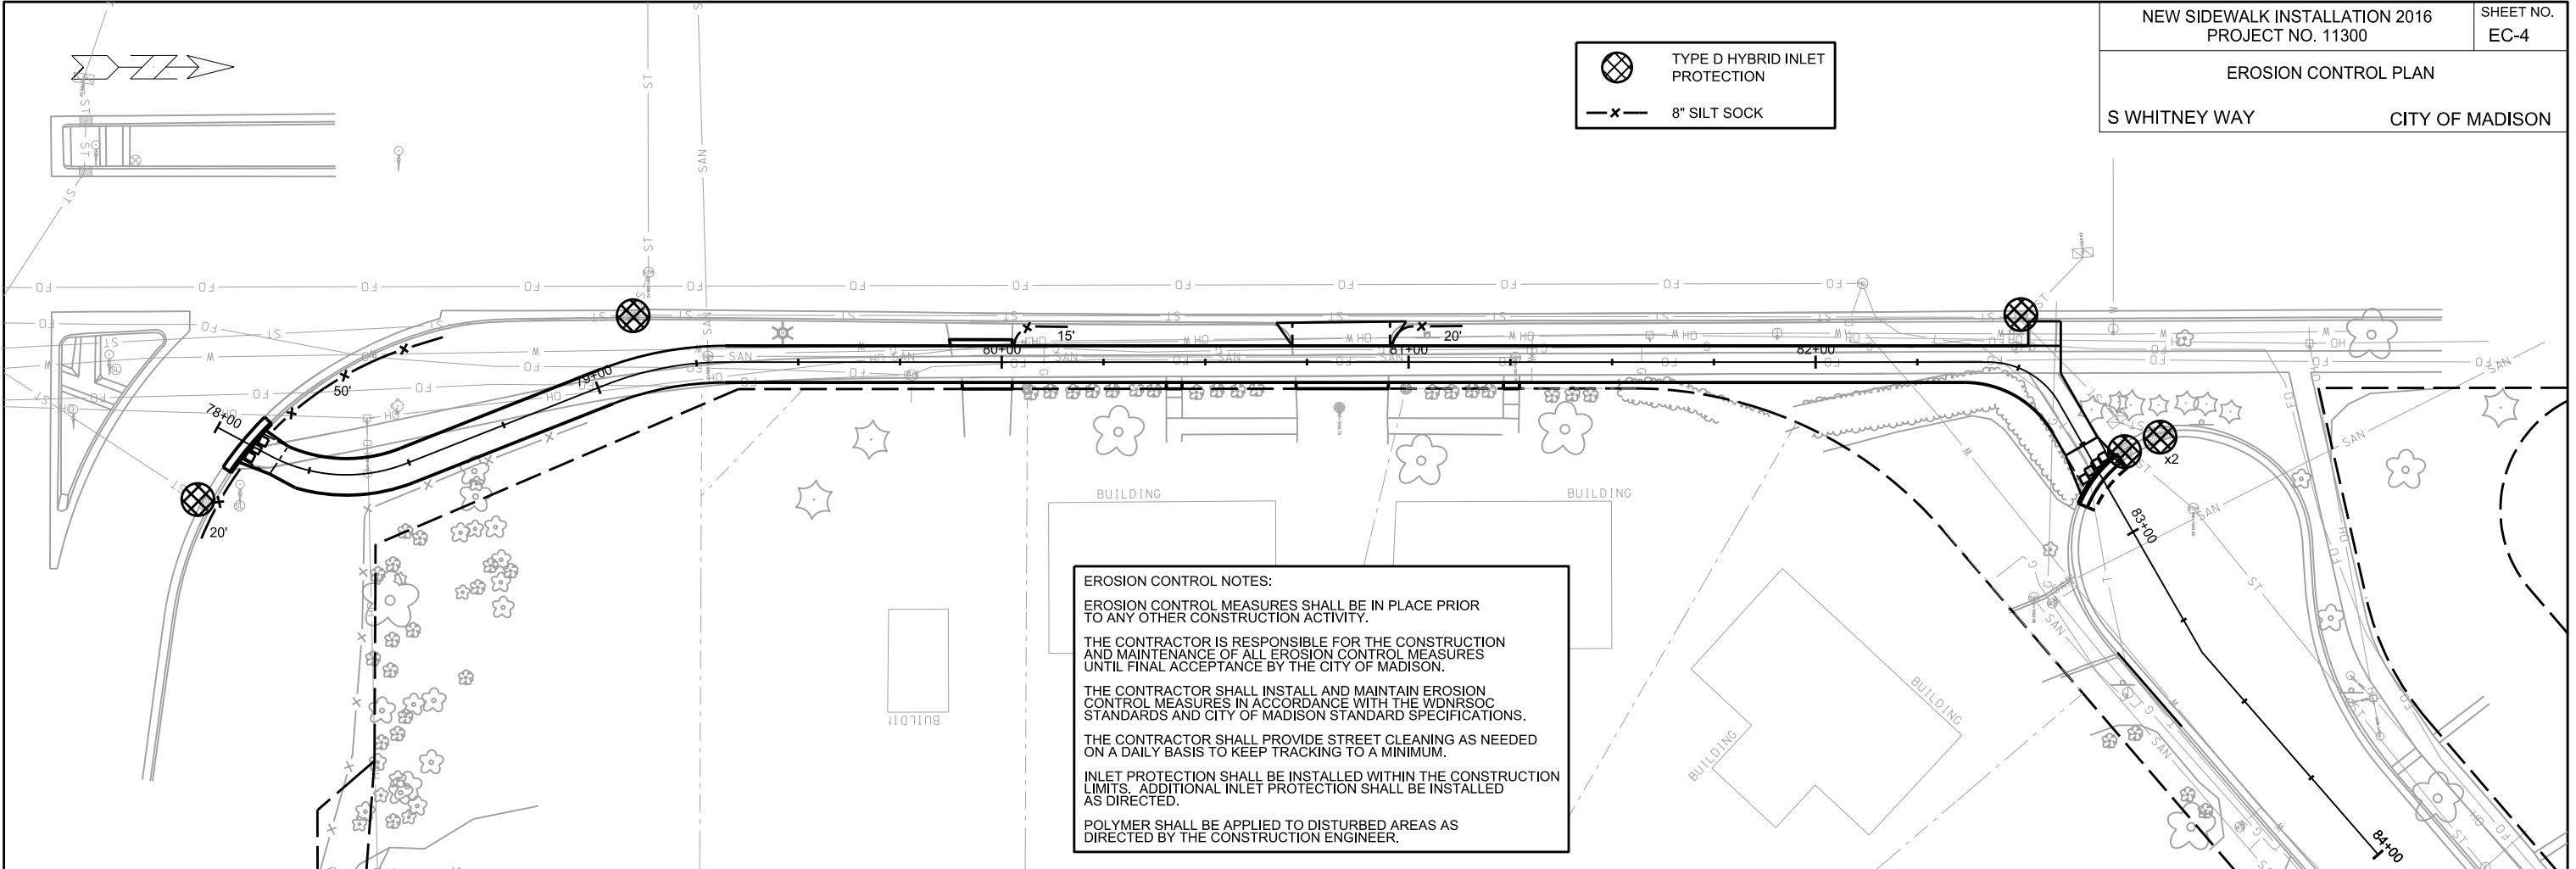 NEW SIDEWALK INSTALLATION 2016
PROJECT NO. 11300
SHEET NO.
EC-4
EROSION CONTROL PLAN
S WHITNEY WAY
CITY OF MADISON
TYPE D HYBRID INLET
PROTECTION
8" SILT SOCK
78+00
79+00
80+00
81+00
82+00
83+00
84+00
50'
20'
15'
20'
x2
BUILDING
BUILDING
BUILDING
BUILDING
EROSION CONTROL NOTES:
EROSION CONTROL MEASURES SHALL BE IN PLACE PRIOR
TO ANY OTHER CONSTRUCTION ACTIVITY.
THE CONTRACTOR IS RESPONSIBLE FOR THE CONSTRUCTION
AND MAINTENANCE OF ALL EROSION CONTROL MEASURES
UNTIL FINAL ACCEPTANCE BY THE CITY OF MADISON.
THE CONTRACTOR SHALL INSTALL AND MAINTAIN EROSION
CONTROL MEASURES IN ACCORDANCE WITH THE WDNRSOC
STANDARDS AND CITY OF MADISON STANDARD SPECIFICATIONS.
THE CONTRACTOR SHALL PROVIDE STREET CLEANING AS NEEDED
ON A DAILY BASIS TO KEEP TRACKING TO A MINIMUM.
INLET PROTECTION SHALL BE INSTALLED WITHIN THE CONSTRUCTION
LIMITS.  ADDITIONAL INLET PROTECTION SHALL BE INSTALLED
AS DIRECTED.
POLYMER SHALL BE APPLIED TO DISTURBED AREAS AS
DIRECTED BY THE CONSTRUCTION ENGINEER.